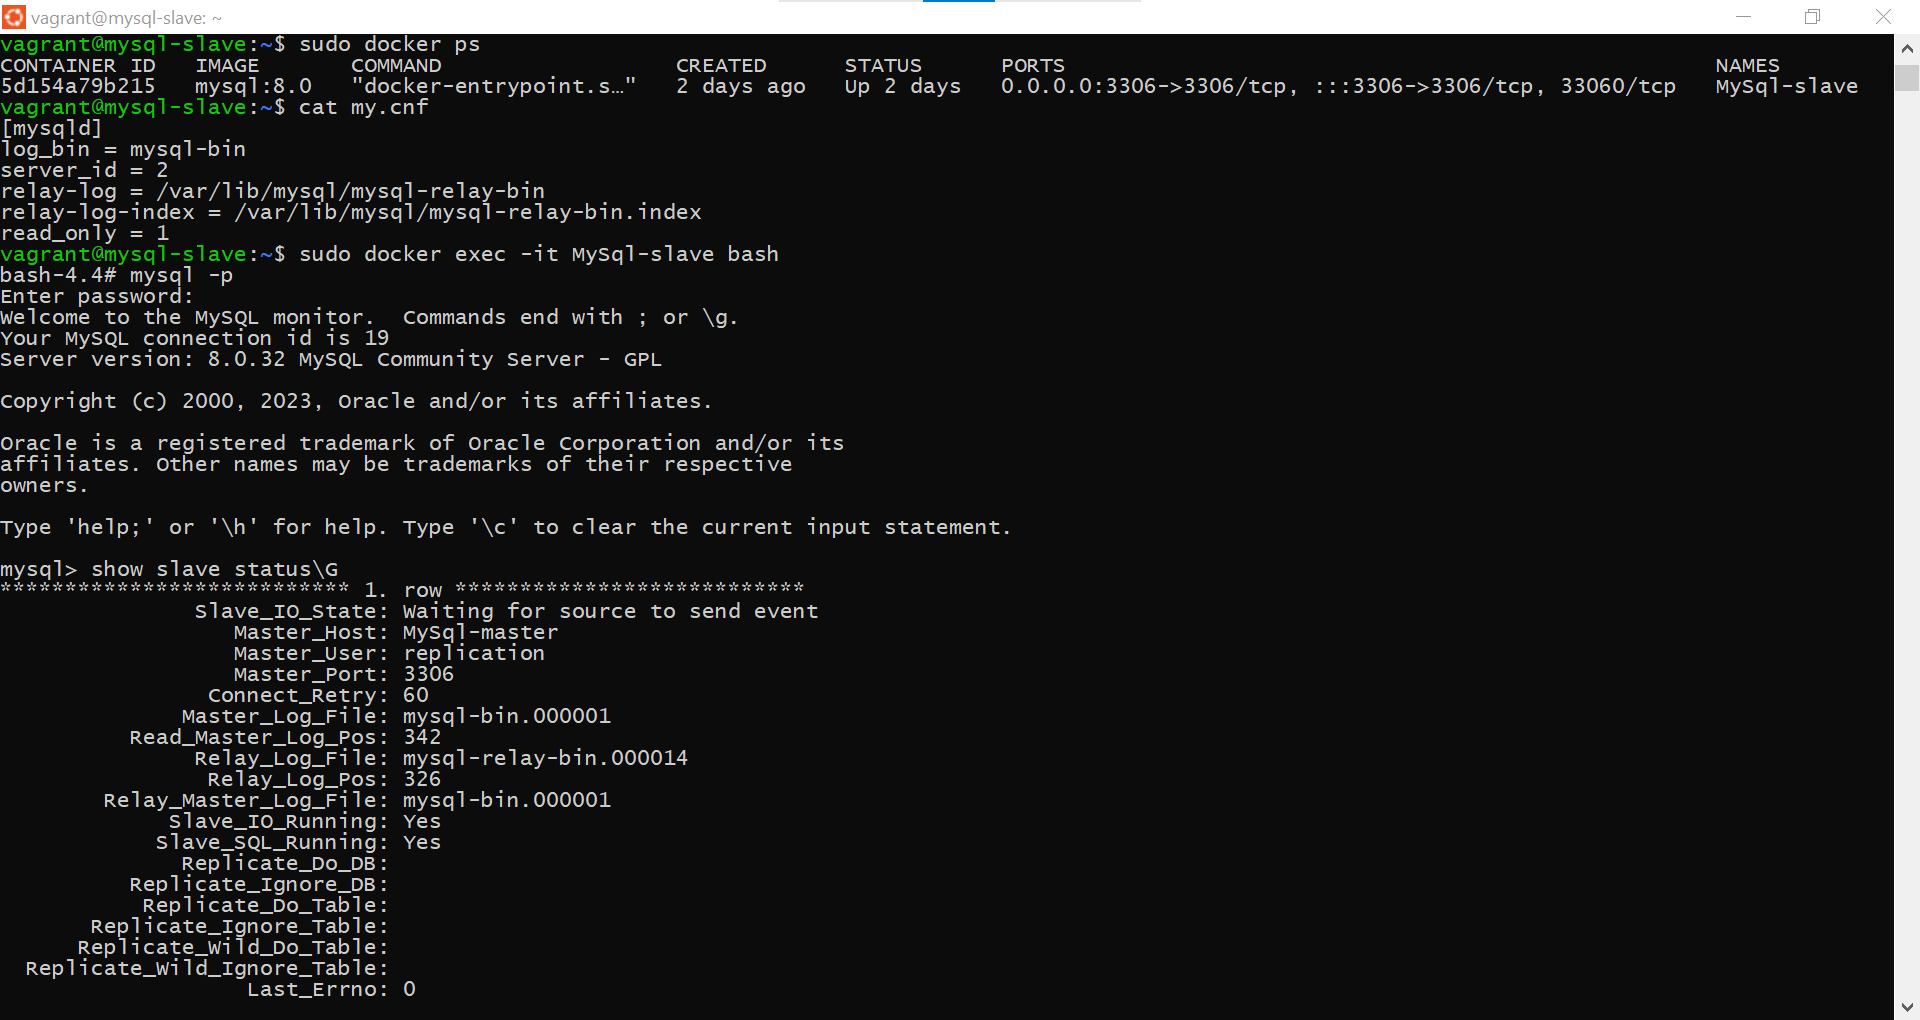 vagrant@mysql-slave: ~
vagrant@mysql-slave:~$ sudo docker ps
CONTAINER ID   IMAGE       COMMAND                  CREATED      STATUS      PORTS                                                  NAMES
5d154a79b215   mysql:8.0   "docker-entrypoint.s…"   2 days ago   Up 2 days   0.0.0.0:3306->3306/tcp, :::3306->3306/tcp, 33060/tcp   MySql-slave
vagrant@mysql-slave:~$ cat my.cnf
[mysqld]
log_bin = mysql-bin
server_id = 2
relay-log = /var/lib/mysql/mysql-relay-bin
relay-log-index = /var/lib/mysql/mysql-relay-bin.index
read_only = 1
vagrant@mysql-slave:~$ sudo docker exec -it MySql-slave bash
bash-4.4# mysql -p
Enter password:
Welcome to the MySQL monitor.  Commands end with ; or \g.
Your MySQL connection id is 19
Server version: 8.0.32 MySQL Community Server - GPL
Copyright (c) 2000, 2023, Oracle and/or its affiliates.
Oracle is a registered trademark of Oracle Corporation and/or its
affiliates. Other names may be trademarks of their respective
owners.
Type 'help;' or '\h' for help. Type '\c' to clear the current input statement.
mysql> show slave status\G
*************************** 1. row ***************************
               Slave_IO_State: Waiting for source to send event
                  Master_Host: MySql-master
                  Master_User: replication
                  Master_Port: 3306
                Connect_Retry: 60
              Master_Log_File: mysql-bin.000001
          Read_Master_Log_Pos: 342
               Relay_Log_File: mysql-relay-bin.000014
                Relay_Log_Pos: 326
        Relay_Master_Log_File: mysql-bin.000001
             Slave_IO_Running: Yes
            Slave_SQL_Running: Yes
              Replicate_Do_DB:
          Replicate_Ignore_DB:
           Replicate_Do_Table:
       Replicate_Ignore_Table:
      Replicate_Wild_Do_Table:
  Replicate_Wild_Ignore_Table:
                   Last_Errno: 0